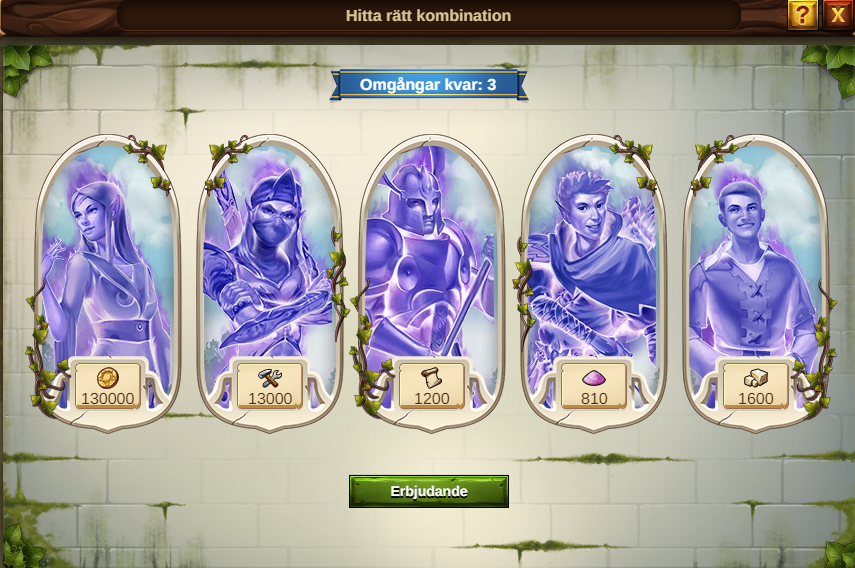 Hitta rätt kombination
?
X
Omgångar kvar: 3
130000
13000
1200
810
1600
Erbjudande